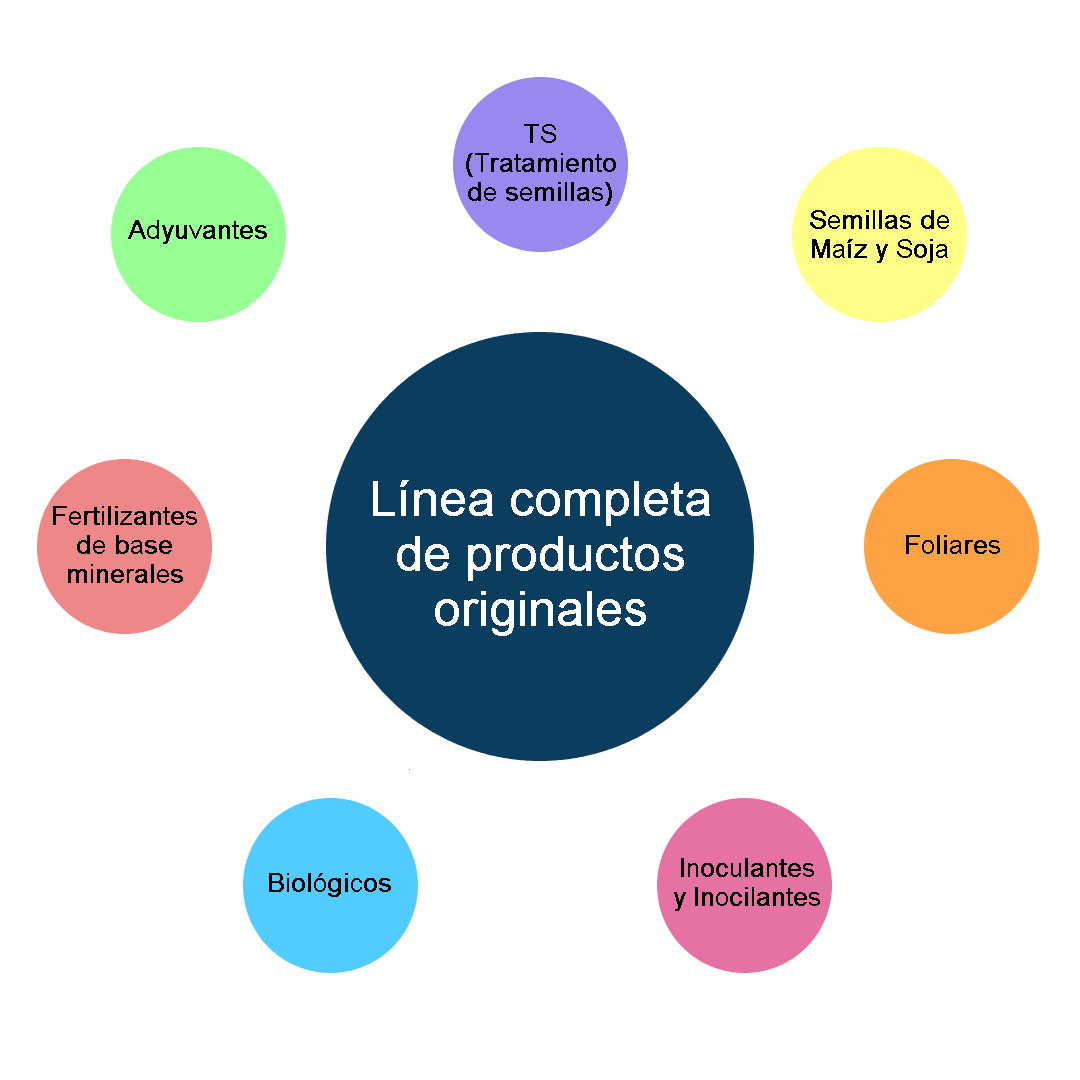 TS
(Tratamiento
de semillas)
Semillas de
Maíz y Soja
Adyuvantes
Línea completa
de productos
originales
Fertilizantes
de base
minerales
Foliares
Biológicos
Inoculantes
y Inocilantes